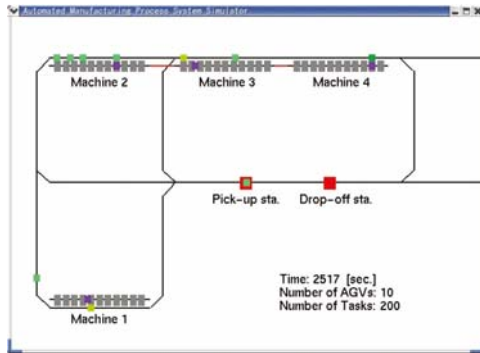 Automated Manufacturing Process System Simulator
Machine 2
Machine 3
Machine 4
Pick-up sta.
Drop-off sta.
Time: 2517 [sec.]
Number of AGVs: 10
Number of Tasks: 200
Machine 1